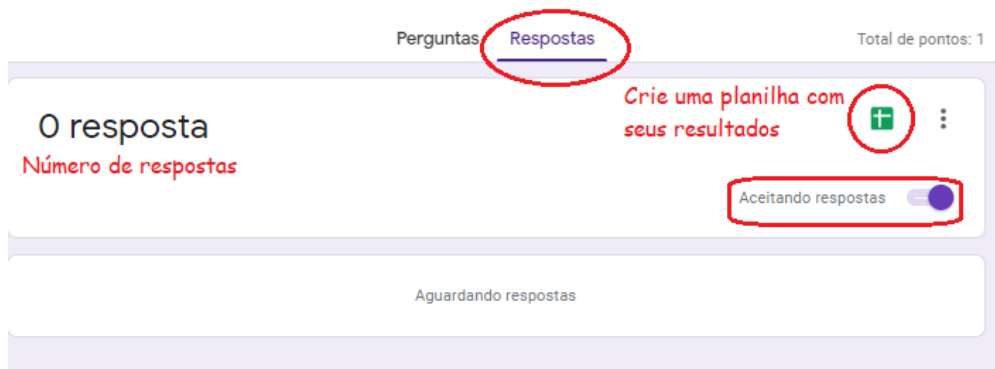 Perguntas Respostas Total de pontos: 1
Crie uma planilha com
seus resultados
0 resposta
Número de respostas
Aceitando respostas
Aguardando respostas